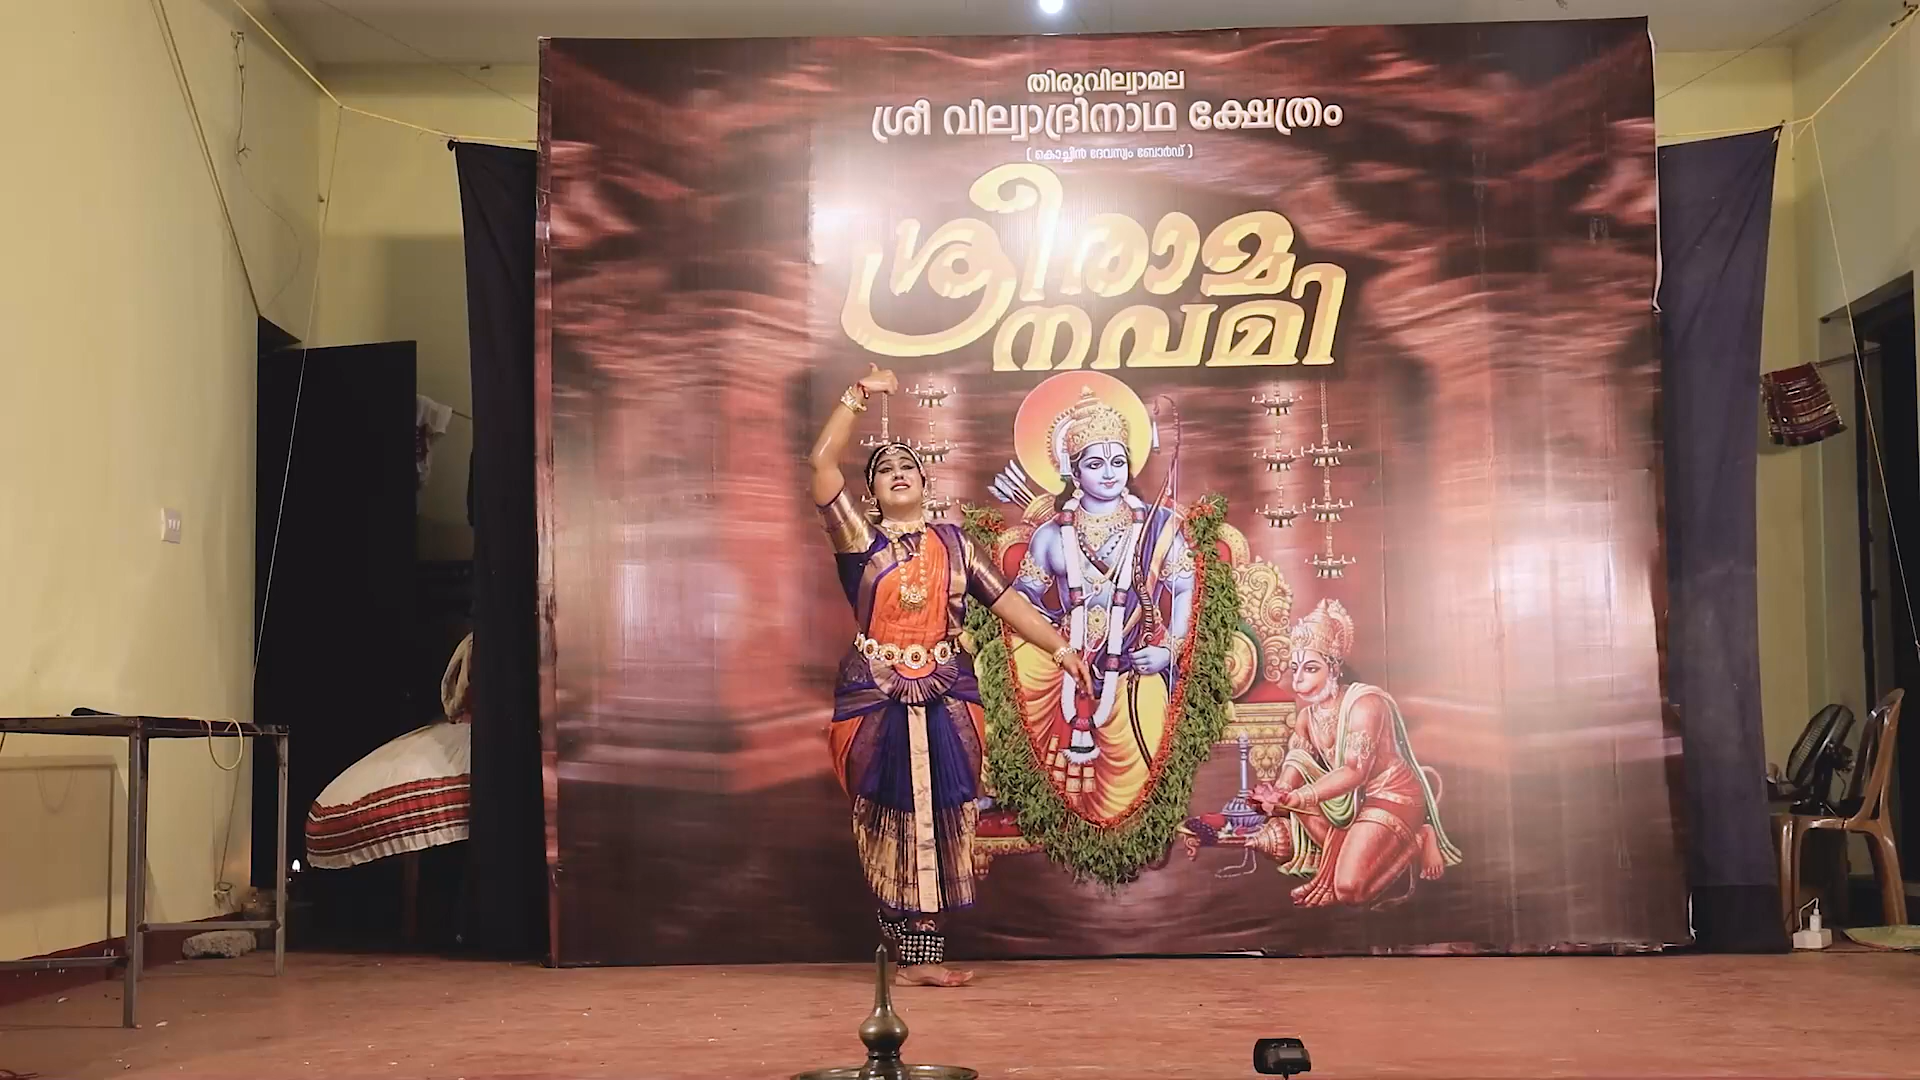 തിരുവില്വാമല
ശ്രീ വില്വാദ്രിനാഥ ക്ഷേത്രം
( കൊച്ചിൻ ദേവസ്വം ബോർഡ് )
ശ്രീരാമ
നവമി